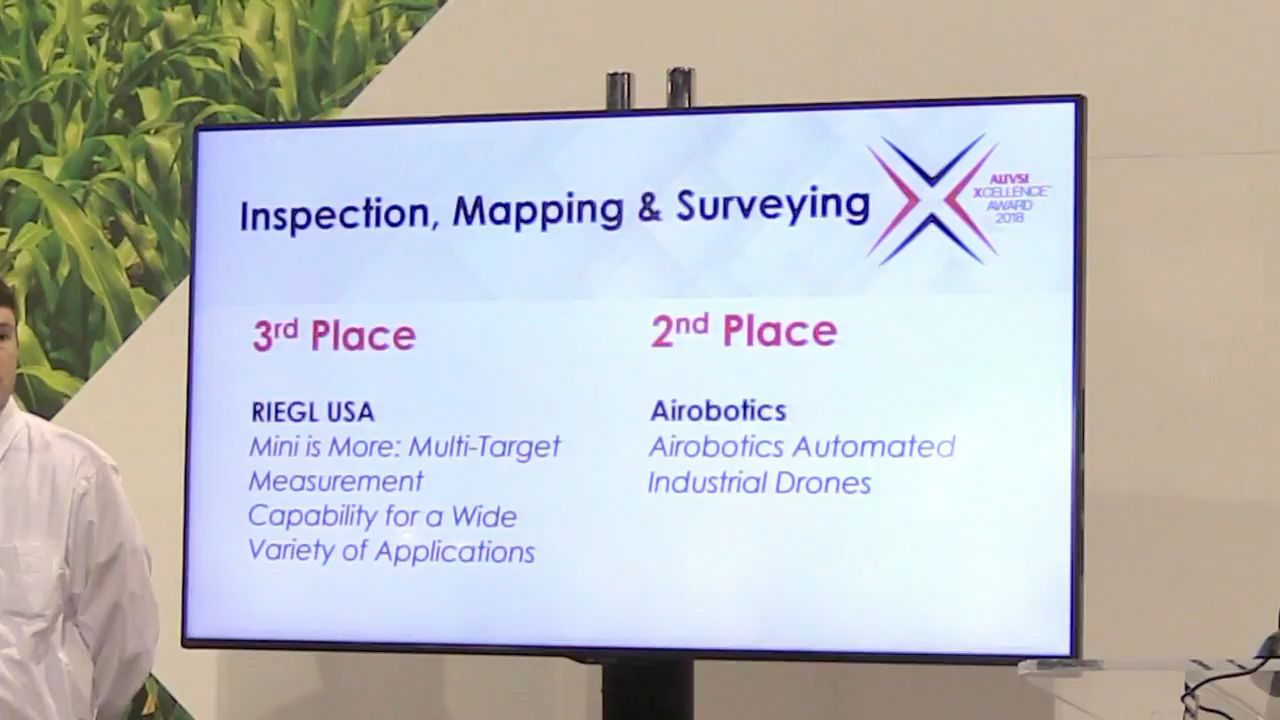 Inspection, Mapping & Surveying
AUVSI
XCELLENCE
AWARD
2018
3rd Place
RIEGL USA
Mini is More: Multi-Target
Measurement
Capability for a Wide
Variety of Applications
2nd Place
Airobotics
Airobotics Automated
Industrial Drones